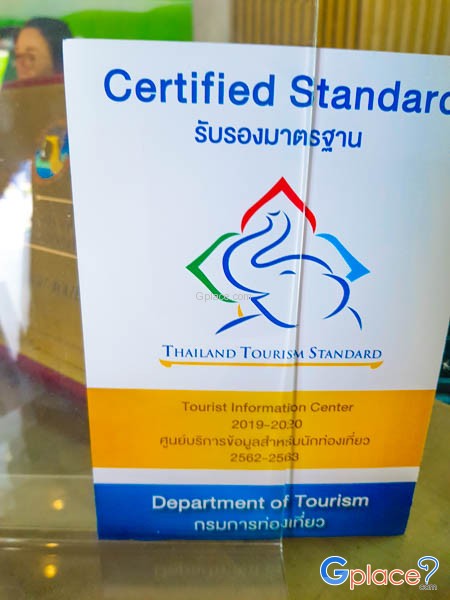 Certified Standard
รับรองมาตรฐาน
Gplace.com
THAILAND TOURISM STANDARD
Tourist Information Center
2019-2020
ศูนย์บริการข้อมูลสำหรับนักท่องเที่ยว
2562-2563
Department of Tourism
กรมการท่องเที่ยว
Gplace?.com